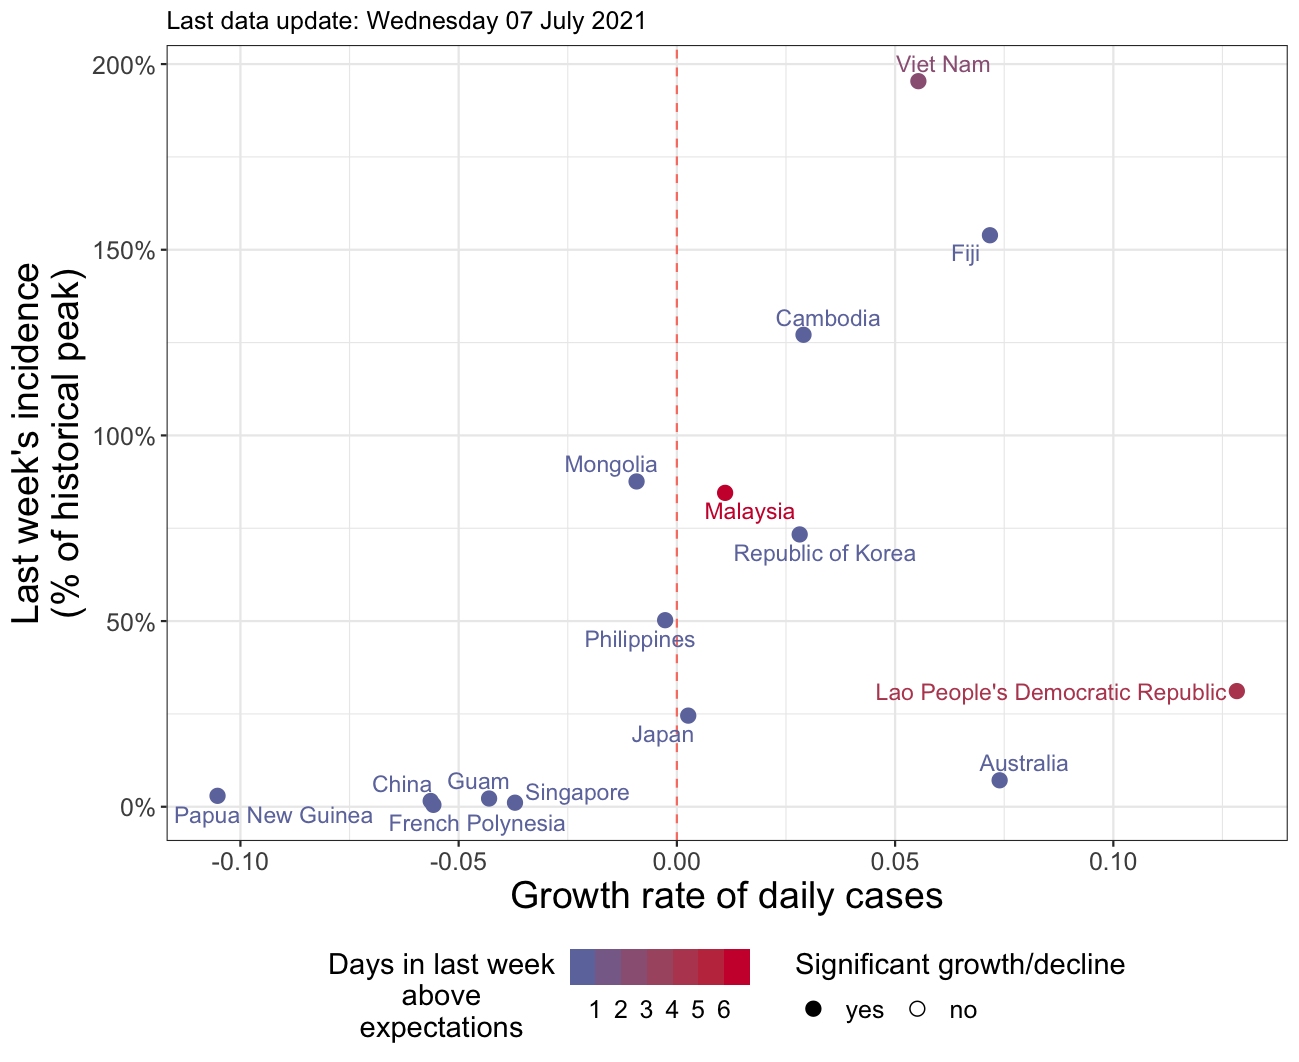 Last data update: Wednesday 07 July 2021
200%
150%
100%
50%
0%
Last week's incidence
(% of historical peak)
Viet Nam
Fiji
Cambodia
Mongolia
Malaysia
Republic of Korea
Philippines
Lao People's Democratic Republic
Japan
Australia
China
Guam
Singapore
Papua New Guinea
French Polynesia
-0.10
-0.05
0.00
0.05
0.10
Growth rate of daily cases
Days in last week
above
expectations
1 2 3 4 5 6
Significant growth/decline
yes
no